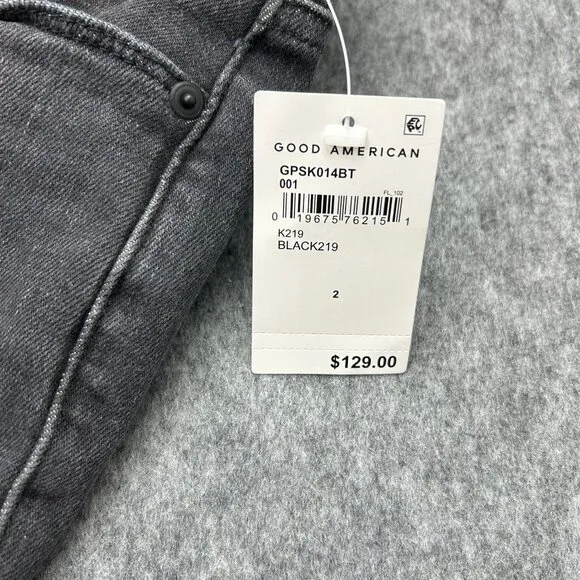 GOOD AMERICAN
GPSK014BT
001
FL_102
0 19675 76215 1
K219
BLACK219
2
$129.00